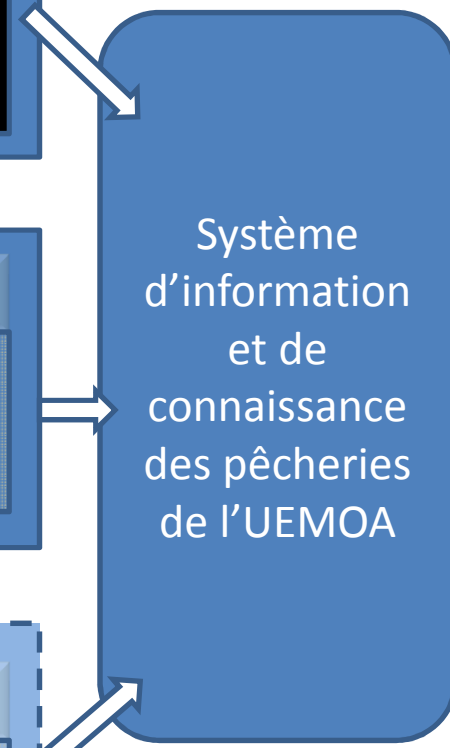 Système
d’information
et de
connaissance
des pêcheries
de l’UEMOA